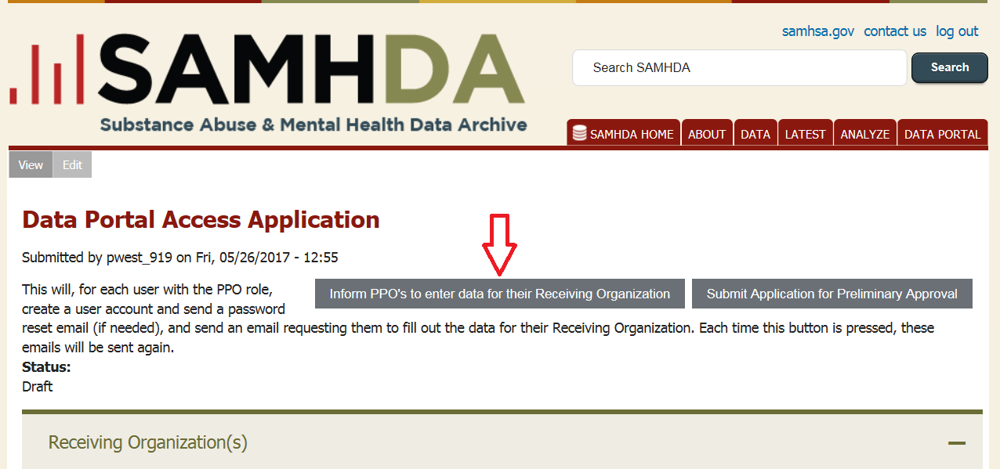 samhsa.gov contact us log out
SAMHDA
Search SAMHDA
Search
Substance Abuse & Mental Health Data Archive
SAMHDA HOME ABOUT DATA LATEST ANALYZE DATA PORTAL
View Edit
Data Portal Access Application
Submitted by pwest_919 on Fri, 05/26/2017 - 12:55
Inform PPO's to enter data for their Receiving Organization
Submit Application for Preliminary Approval
This will, for each user with the PPO role,
create a user account and send a password
reset email (if needed), and send an email requesting them to fill out the data for their Receiving Organization. Each time this button is pressed, these
emails will be sent again.
Status:
Draft
Receiving Organization(s)